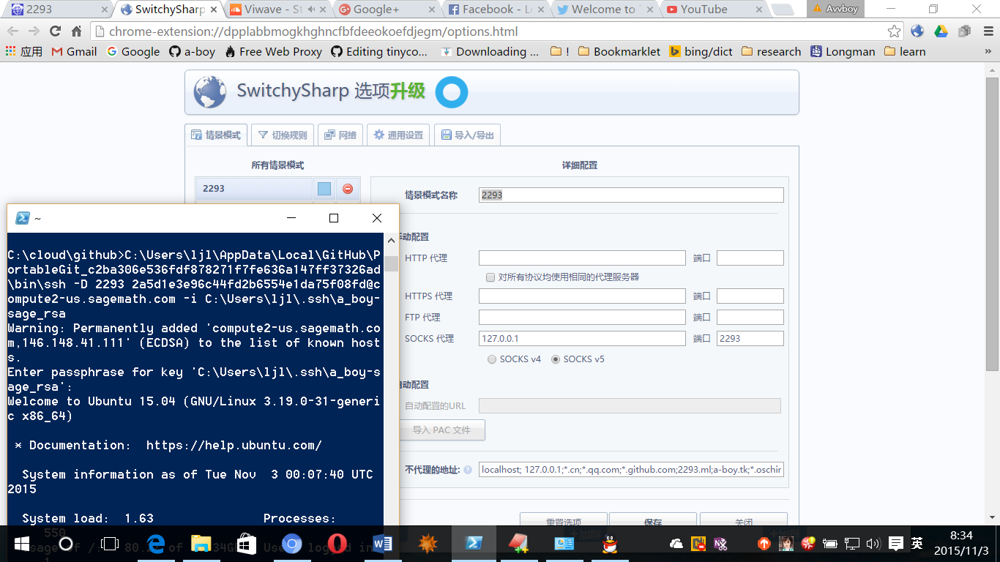 2293
SwitchySharp
Viwave - St
Google+
Facebook - L
Welcome to
YouTube
Avvboy
chrome-extension://dpplabbmogkhghncfbfdeeokoefdjegm/options.html
应用
Gmail
Google
a-boy
Free Web Proxy
Editing tinyco...
Downloading ...
!
Bookmarklet
bing/dict
research
Longman
learn
»
SwitchySharp 选项升级
情景模式
切换规则
网络
通用设置
导入/导出
所有情景模式
详细配置
2293
情景模式名称
2293
手动配置
HTTP 代理
端口
对所有协议均使用相同的代理服务器
HTTPS 代理
端口
FTP 代理
端口
SOCKS 代理
127.0.0.1
端口
2293
SOCKS v4
SOCKS v5
自动配置
自动配置的URL
导入 PAC 文件
不代理的地址:
localhost; 127.0.0.1;*.cn;*.qq.com;*.github.com;2293.ml;a-boy.tk;*.oschir
重置选项
保存
关闭
~
C:\cloud\github>C:\Users\ljl\AppData\Local\GitHub\P
ortableGit_c2ba306e536fdf878271f7fe636a147ff37326ad
\bin\ssh -D 2293 2a5d1e3e96c44fd2b6554e1da75f08fd@c
ompute2-us.sagemath.com -i C:\Users\ljl\.ssh\a_boy-
sage_rsa
Warning: Permanently added 'compute2-us.sagemath.co
m,146.148.41.111' (ECDSA) to the list of known host
s.
Enter passphrase for key 'C:\Users\ljl\.ssh\a_boy-s
age_rsa':
Welcome to Ubuntu 15.04 (GNU/Linux 3.19.0-31-generi
c x86_64)
* Documentation: https://help.ubuntu.com/
System information as of Tue Nov 3 00:07:40 UTC
2015
System load: 1.63 Processes:
550
英
8:34
2015/11/3